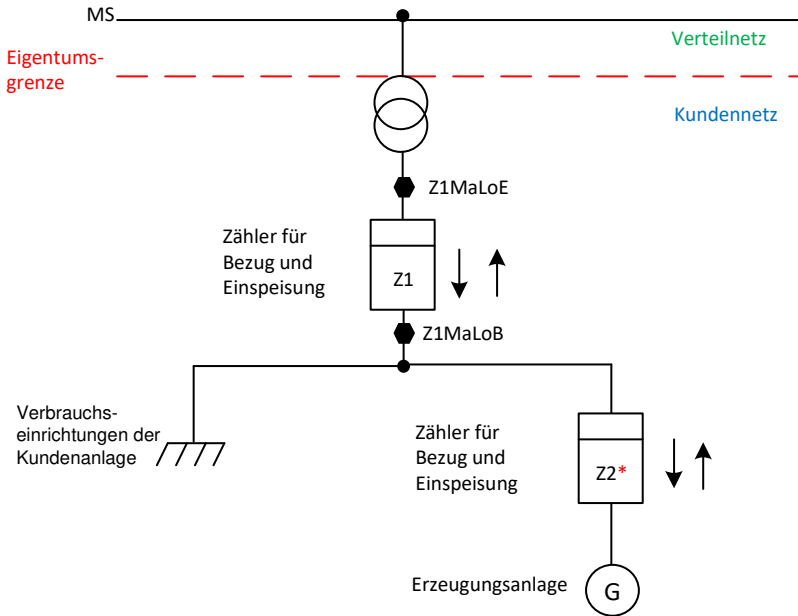 MS
Verteilnetz
Eigentums-
grenze
Kundennetz
Z1MaLoE
Zähler für
Bezug und
Einspeisung
Z1
Z1MaLoB
Verbrauchs-
einrichtungen der
Kundenanlage
Zähler für
Bezug und
Einspeisung
Z2*
Erzeugungsanlage
G